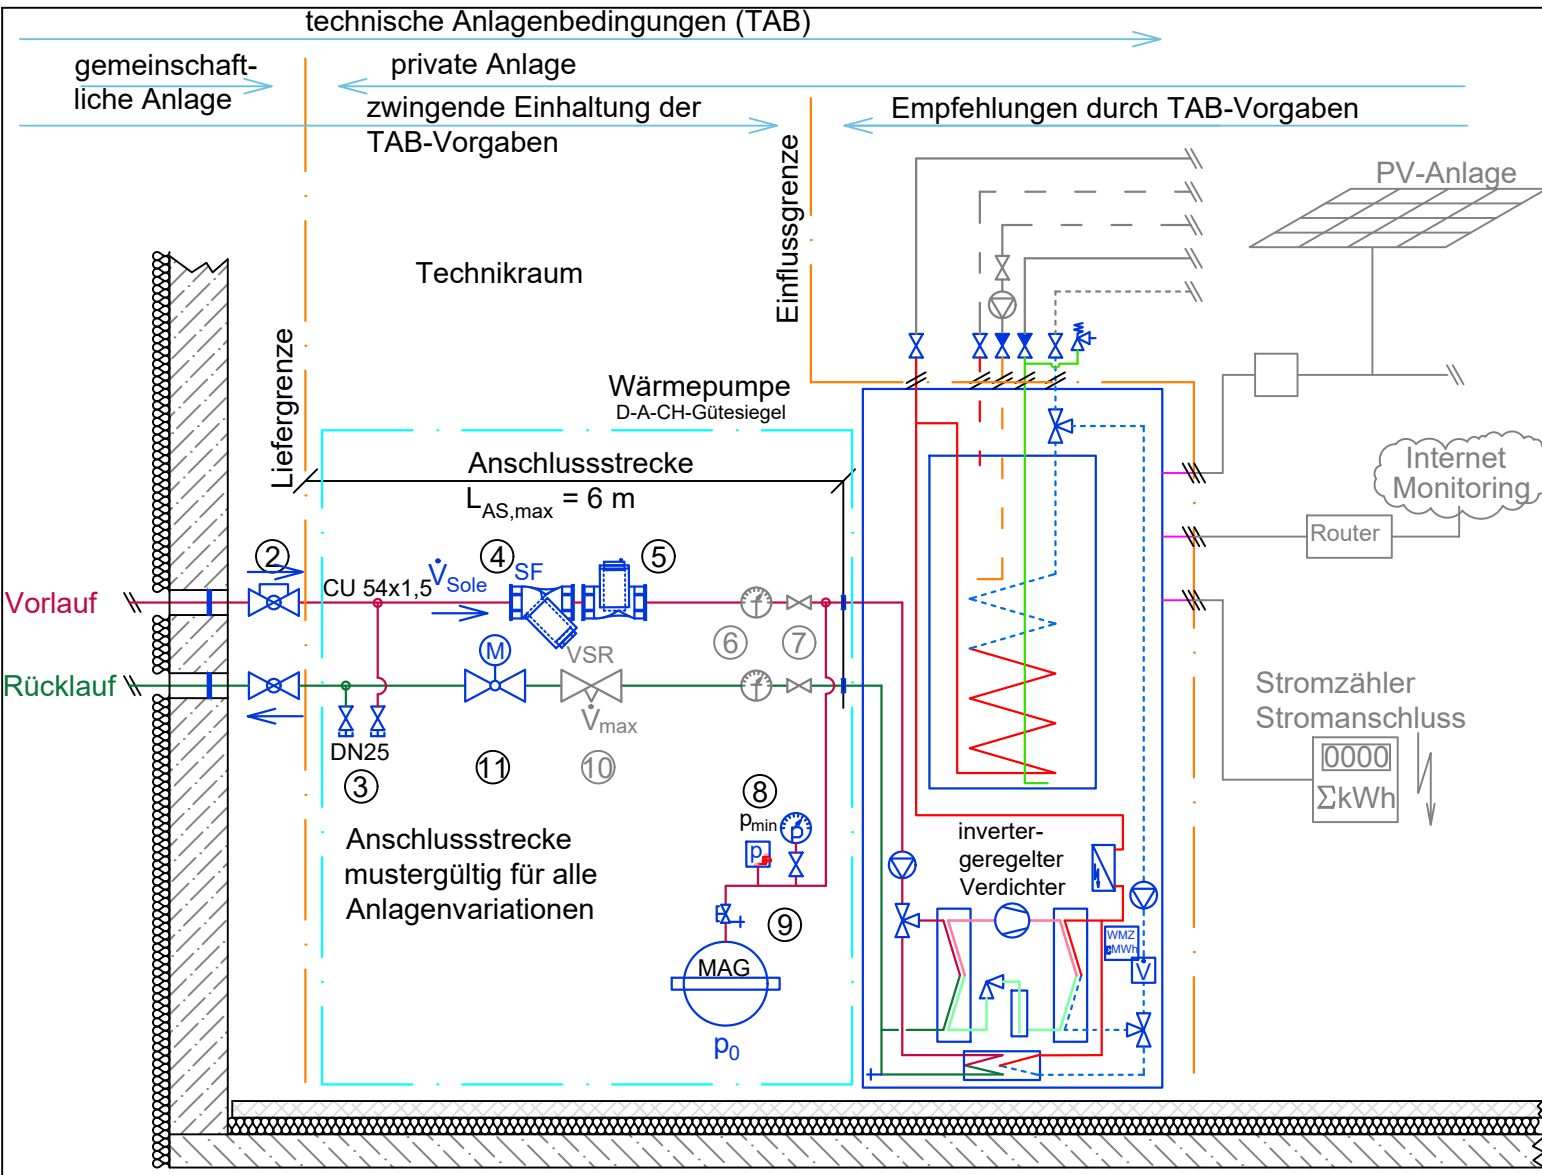 technische Anlagenbedingungen (TAB)
gemeinschaft-
liche Anlage
private Anlage
zwingende Einhaltung der
TAB-Vorgaben
Empfehlungen durch TAB-Vorgaben
Einflussgrenze
Liefergrenze
Technikraum
PV-Anlage
Wärmepumpe
D-A-CH-Gütesiegel
Anschlussstrecke
LAS,max = 6 m
Internet
Monitoring
Router
2
4
5
SF
V̇Sole
CU 54x1,5
Vorlauf
6
7
M
VSR
Rücklauf
V̇max
DN25
3
11
10
Stromzähler
Stromanschluss
0000
ΣkWh
8
pmin
p
p
9
Anschlussstrecke
mustergültig für alle
Anlagenvariationen
inverter-
geregelter
Verdichter
WMZ
ΣMWh
V̇
MAG
p0